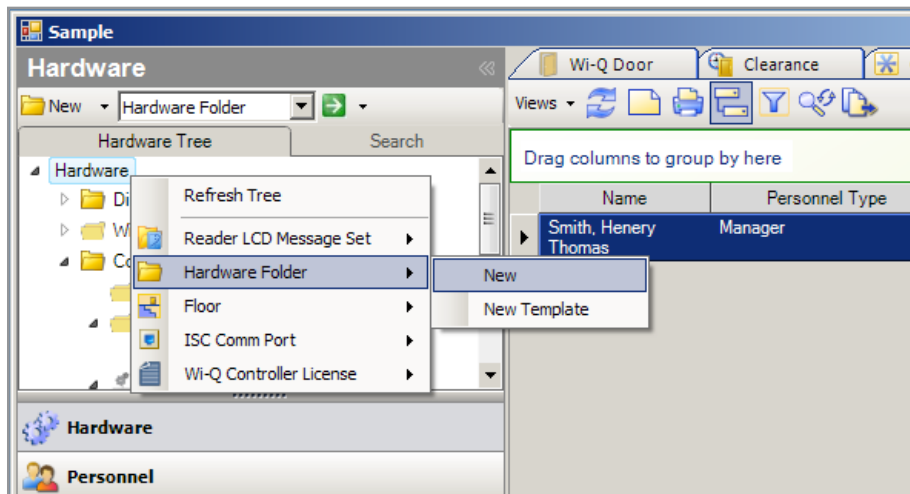 Sample
Hardware
Wi-Q Door
Clearance
New
Hardware Folder
Views
Hardware Tree
Search
Drag columns to group by here
Hardware
Name
Personnel Type
Di
Refresh Tree
Smith, Henery
Thomas
Manager
Reader LCD Message Set
Hardware Folder
New
Floor
New Template
ISC Comm Port
Wi-Q Controller License
Hardware
Personnel